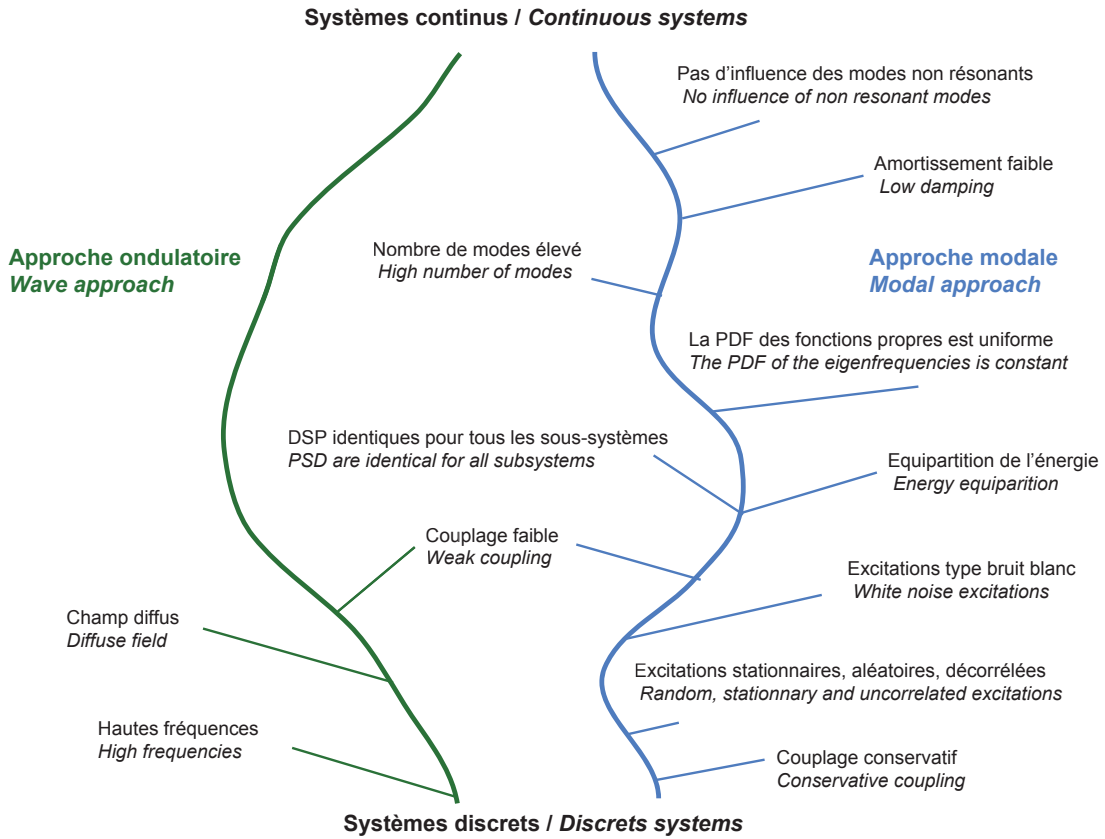 Systèmes continus / Continuous systems
Pas d'influence des modes non résonants
No influence of non resonant modes
Amortissement faible
Low damping
Nombre de modes élevé
High number of modes
Approche ondulatoire
Wave approach
Approche modale
Modal approach
La PDF des fonctions propres est uniforme
The PDF of the eigenfrequencies is constant
DSP identiques pour tous les sous-systèmes
PSD are identical for all subsystems
Equipartition de l'énergie
Energy equiparition
Couplage faible
Weak coupling
Excitations type bruit blanc
White noise excitations
Champ diffus
Diffuse field
Excitations stationnaires, aléatoires, décorrélées
Random, stationnary and uncorrelated excitations
Hautes fréquences
High frequencies
Couplage conservatif
Conservative coupling
Systèmes discrets / Discrets systems